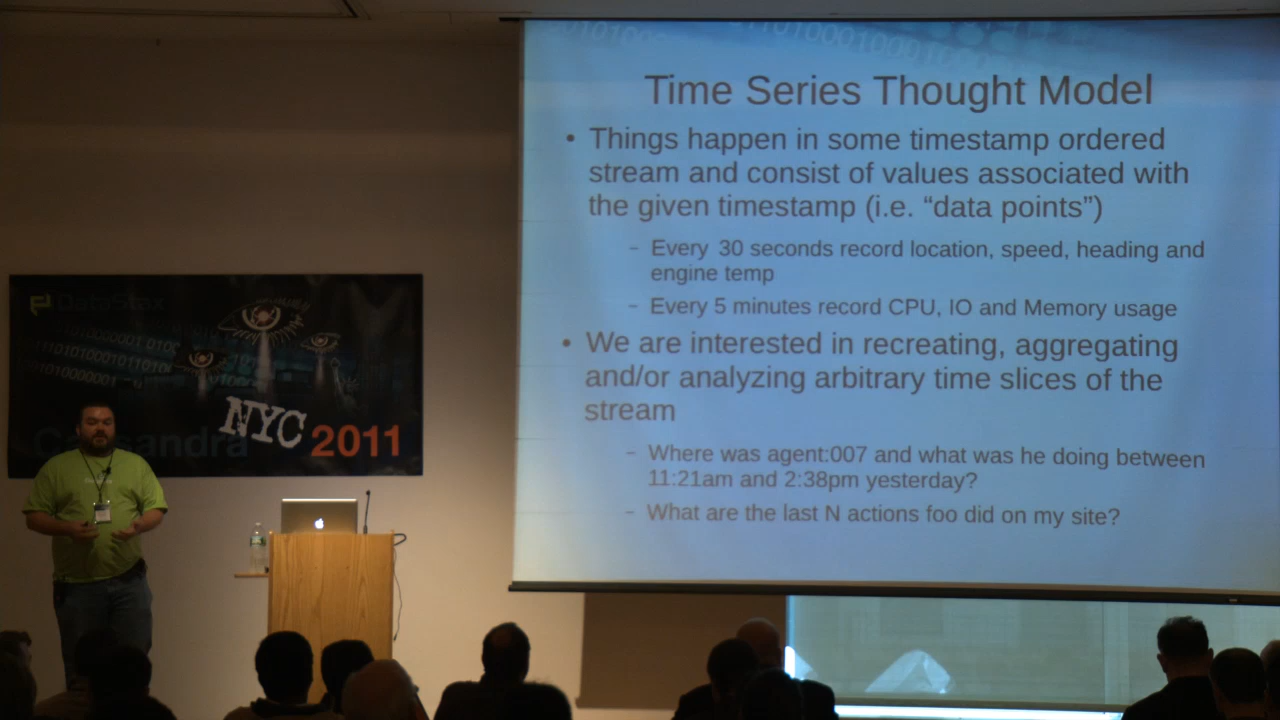 Time Series Thought Model
• Things happen in some timestamp ordered
stream and consist of values associated with
the given timestamp (i.e. “data points”)
– Every 30 seconds record location, speed, heading and
engine temp
– Every 5 minutes record CPU, IO and Memory usage
• We are interested in recreating, aggregating
and/or analyzing arbitrary time slices of the
stream
– Where was agent:007 and what was he doing between
11:21am and 2:38pm yesterday?
– What are the last N actions foo did on my site?
DataStax
Cassandra
NYC 2011